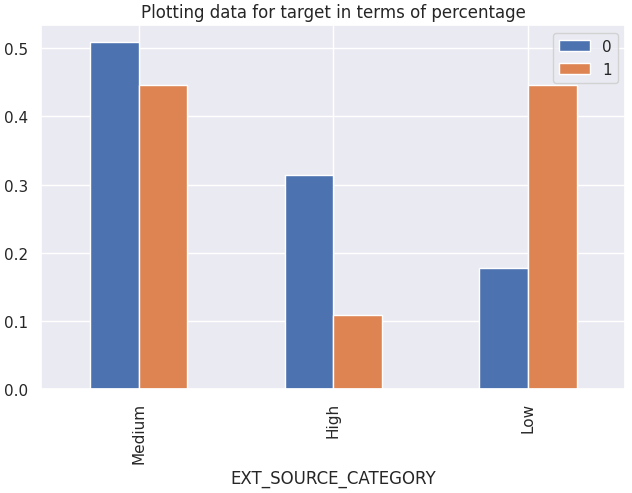 Plotting data for target in terms of percentage
0.5
0.4
0.3
0.2
0.1
0.0
0
1
Medium
High
Low
EXT_SOURCE_CATEGORY